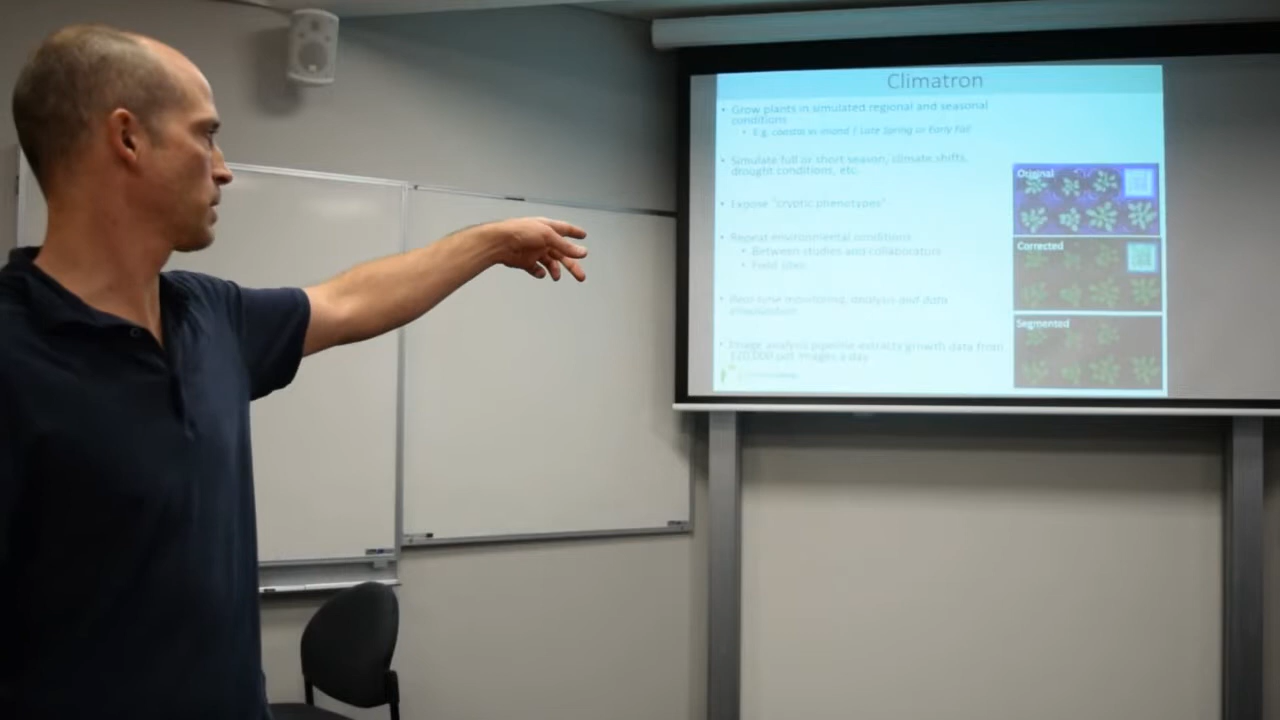 Climatron
• Grow plants in simulated regional and seasonal
conditions
• E.g. coastal vs inland / Late Spring or Early Fall
• Simulate full or short season, climate shifts,
drought conditions, etc.
• Expose "cryptic phenotypes"
• Repeat environmental conditions
• Between studies and collaborators
• Field sites
• Real-time monitoring, analysis and data
• Image analysis pipeline extracts growth data from
120,000 pot images a day
Original
Corrected
Segmented